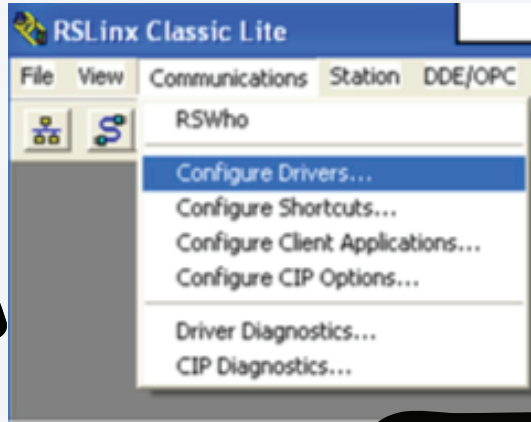 RSLinx Classic Lite
File View Communications Station DDE/OPC
RSWho
Configure Drivers...
Configure Shortcuts...
Configure Client Applications...
Configure CIP Options...
Driver Diagnostics...
CIP Diagnostics...